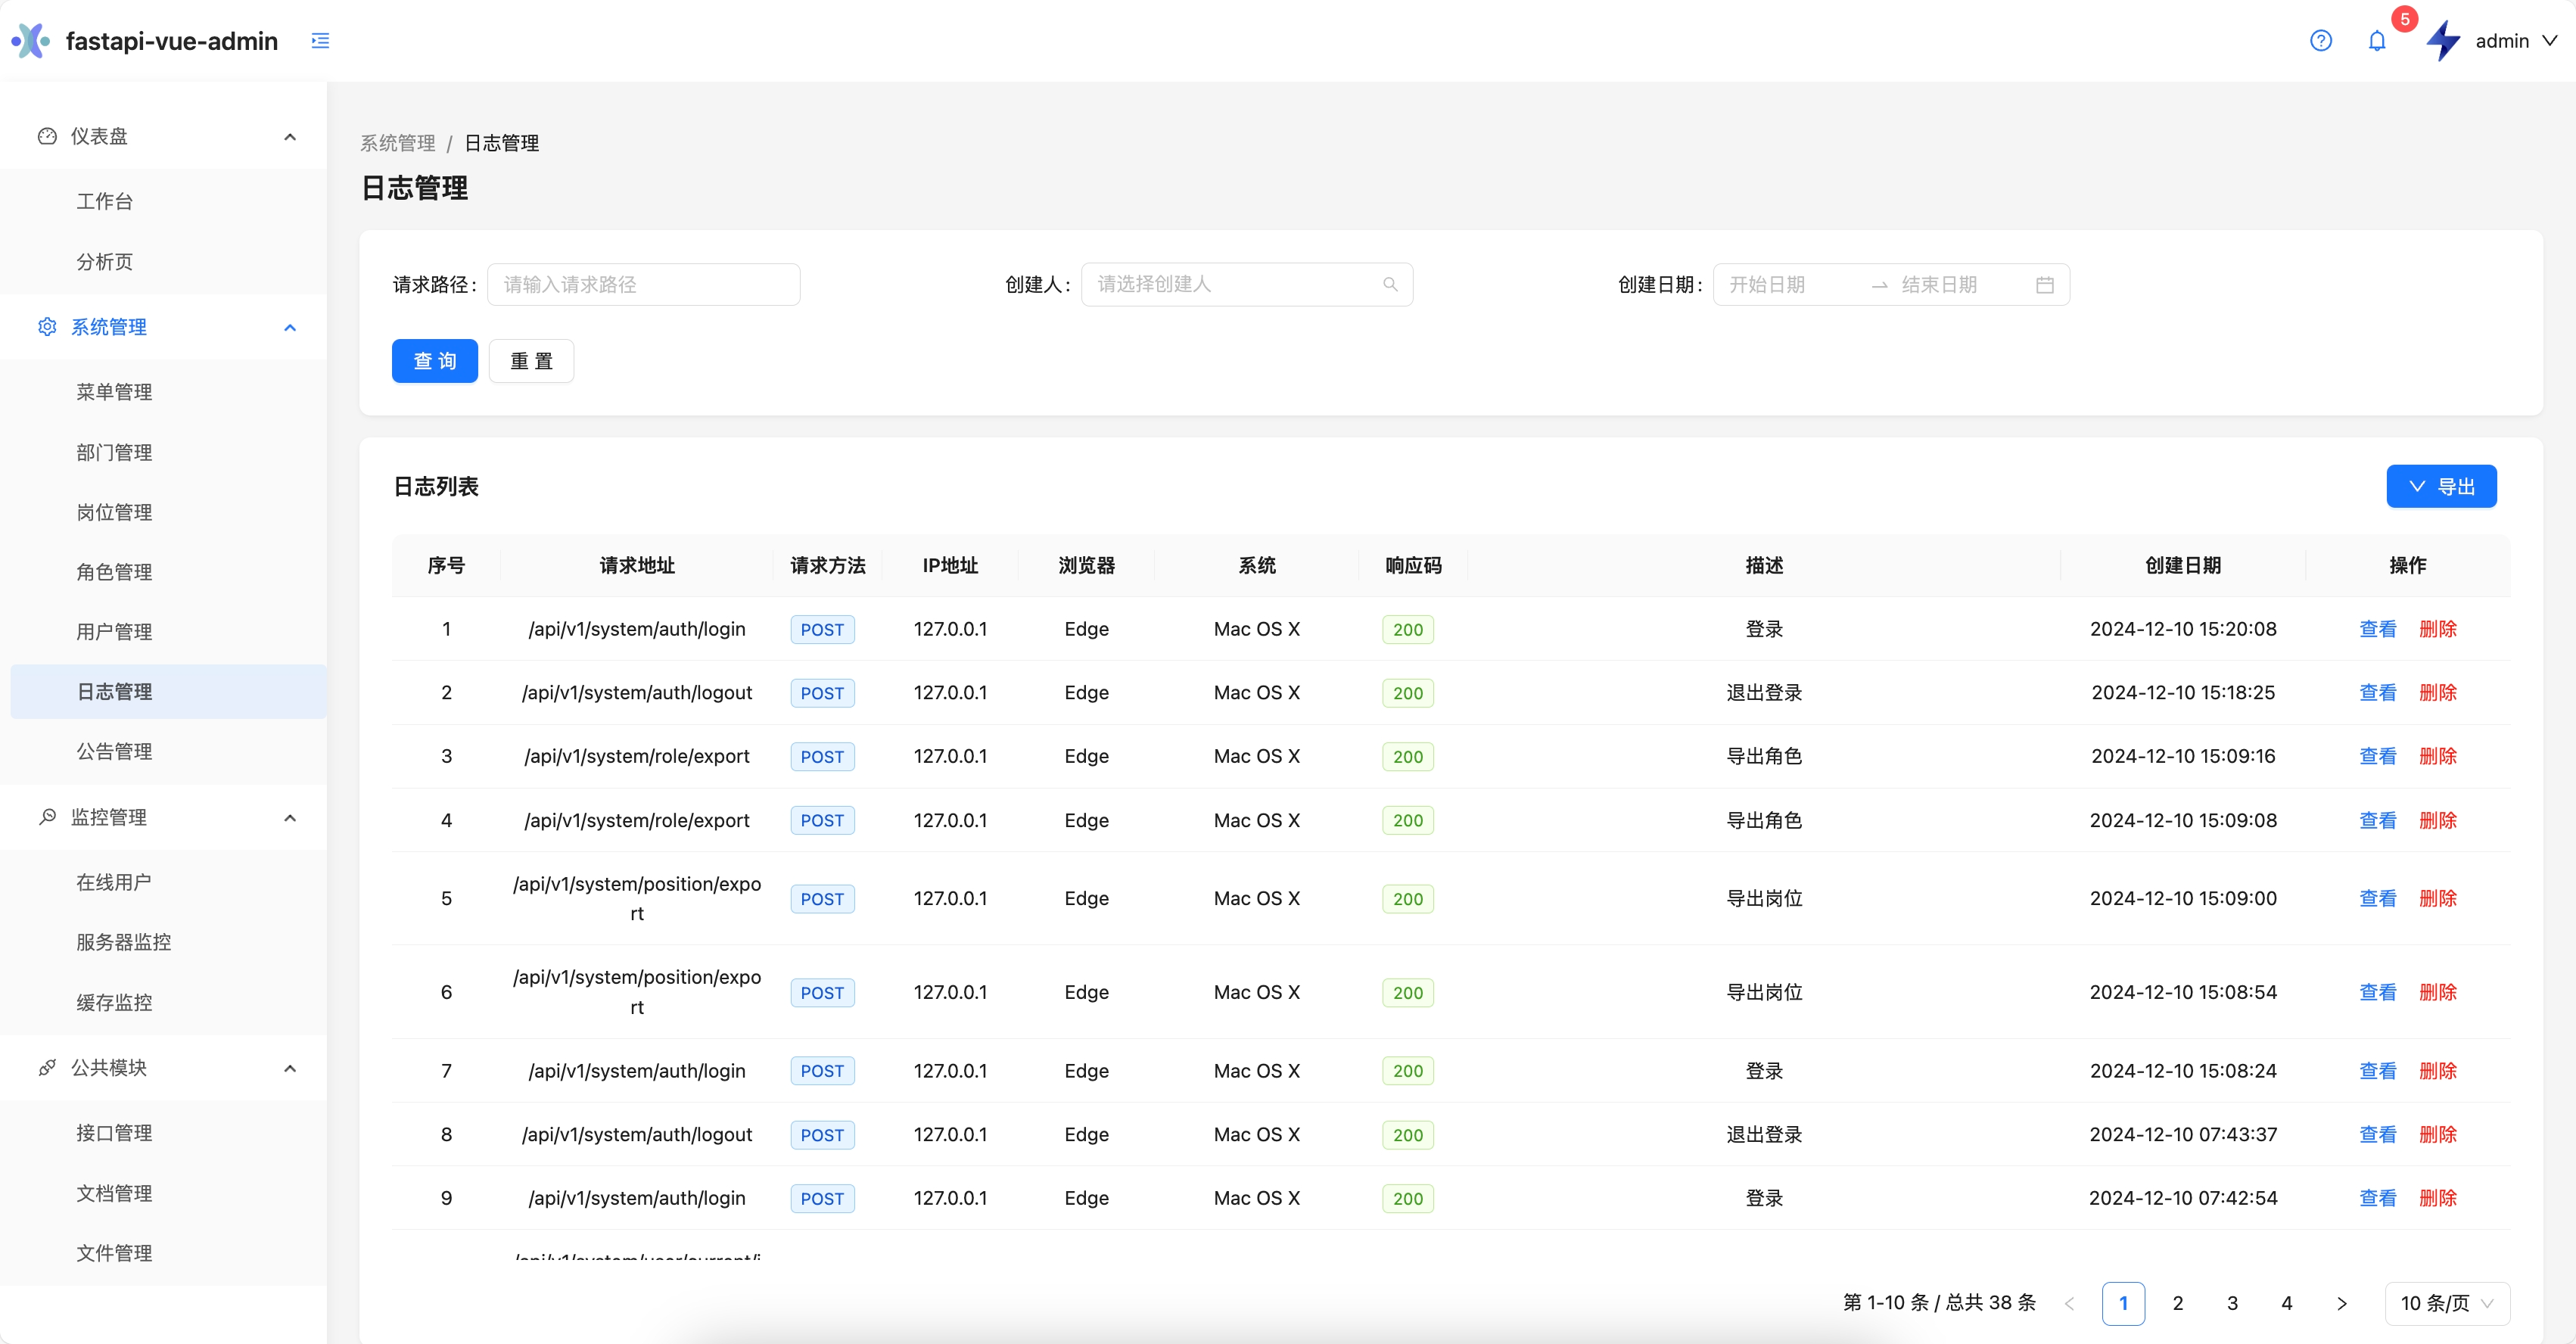 fastapi-vue-admin
5
admin
仪表盘
工作台
分析页
系统管理
菜单管理
部门管理
岗位管理
角色管理
用户管理
日志管理
公告管理
监控管理
在线用户
服务器监控
缓存监控
公共模块
接口管理
文档管理
文件管理
系统管理 / 日志管理
日志管理
请求路径: 请输入请求路径 创建人: 请选择创建人 创建日期: 开始日期 → 结束日期
查 询 重 置
日志列表 导出
序号 请求地址 请求方法 IP地址 浏览器 系统 响应码 描述 创建日期 操作
1 /api/v1/system/auth/login POST 127.0.0.1 Edge Mac OS X 200 登录 2024-12-10 15:20:08 查看 删除
2 /api/v1/system/auth/logout POST 127.0.0.1 Edge Mac OS X 200 退出登录 2024-12-10 15:18:25 查看 删除
3 /api/v1/system/role/export POST 127.0.0.1 Edge Mac OS X 200 导出角色 2024-12-10 15:09:16 查看 删除
4 /api/v1/system/role/export POST 127.0.0.1 Edge Mac OS X 200 导出角色 2024-12-10 15:09:08 查看 删除
5 /api/v1/system/position/expo
rt POST 127.0.0.1 Edge Mac OS X 200 导出岗位 2024-12-10 15:09:00 查看 删除
6 /api/v1/system/position/expo
rt POST 127.0.0.1 Edge Mac OS X 200 导出岗位 2024-12-10 15:08:54 查看 删除
7 /api/v1/system/auth/login POST 127.0.0.1 Edge Mac OS X 200 登录 2024-12-10 15:08:24 查看 删除
8 /api/v1/system/auth/logout POST 127.0.0.1 Edge Mac OS X 200 退出登录 2024-12-10 07:43:37 查看 删除
9 /api/v1/system/auth/login POST 127.0.0.1 Edge Mac OS X 200 登录 2024-12-10 07:42:54 查看 删除
第 1-10 条 / 总共 38 条 < 1 2 3 4 > 10 条/页